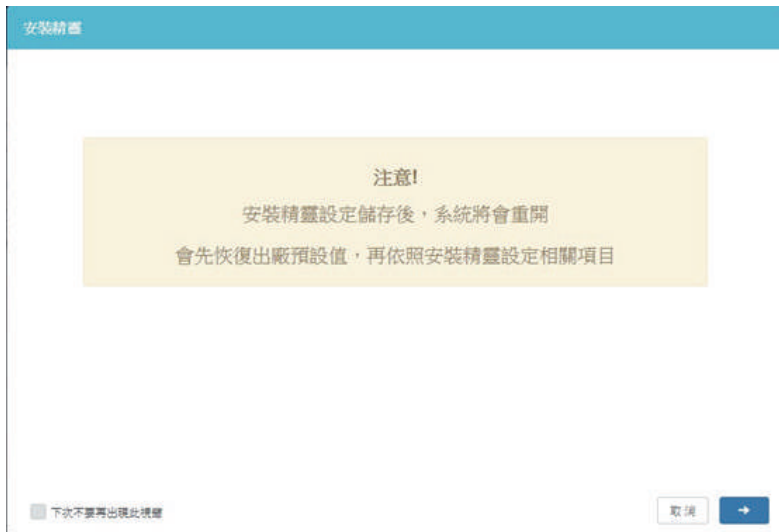 安裝精靈
注意!
安裝精靈設定儲存後，系統將會重開
會先恢復出廠預設值，再依照安裝精靈設定相關項目
下次不要再出現此視窗
取消